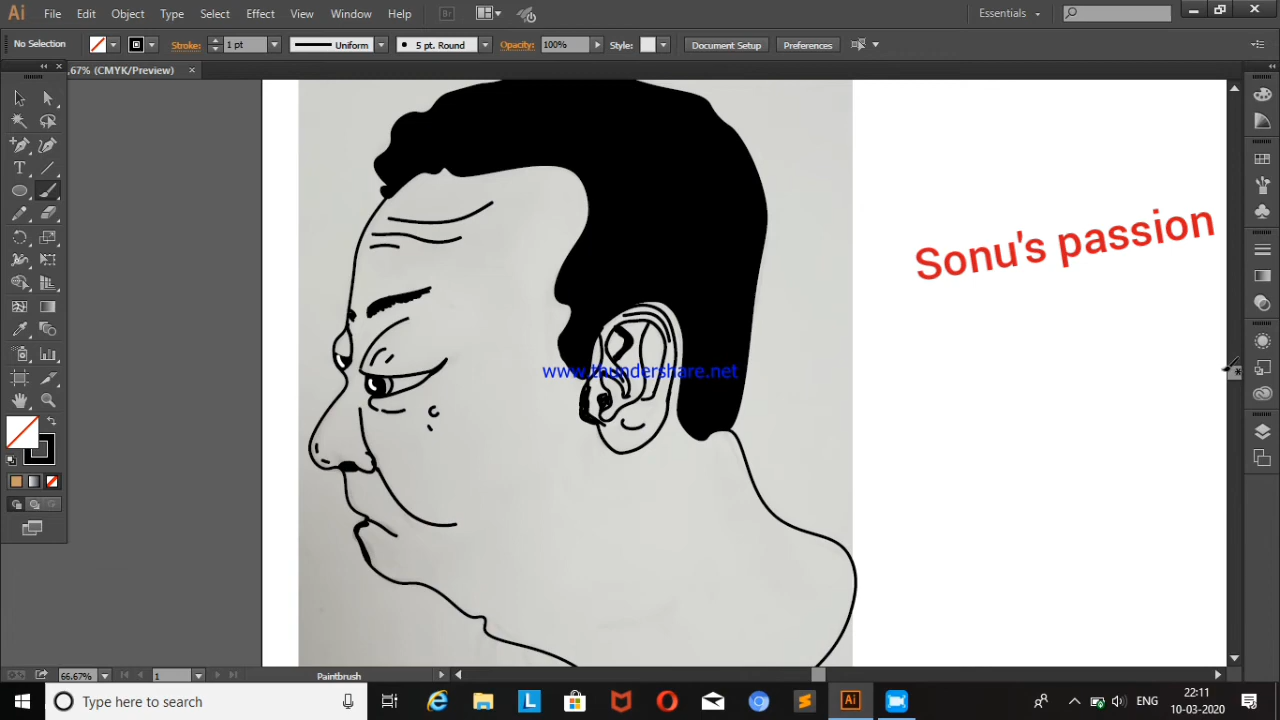 Ai File Edit Object Type Select Effect View Window Help Br Essentials
No Selection Stroke: 1 pt Uniform 5 pt. Round Opacity: 100% Style: Document Setup Preferences
.67% (CMYK/Preview)
Sonu's passion
www.thundershare.net
66.67% 1 Paintbrush
Type here to search
ENG
22:11
10-03-2020